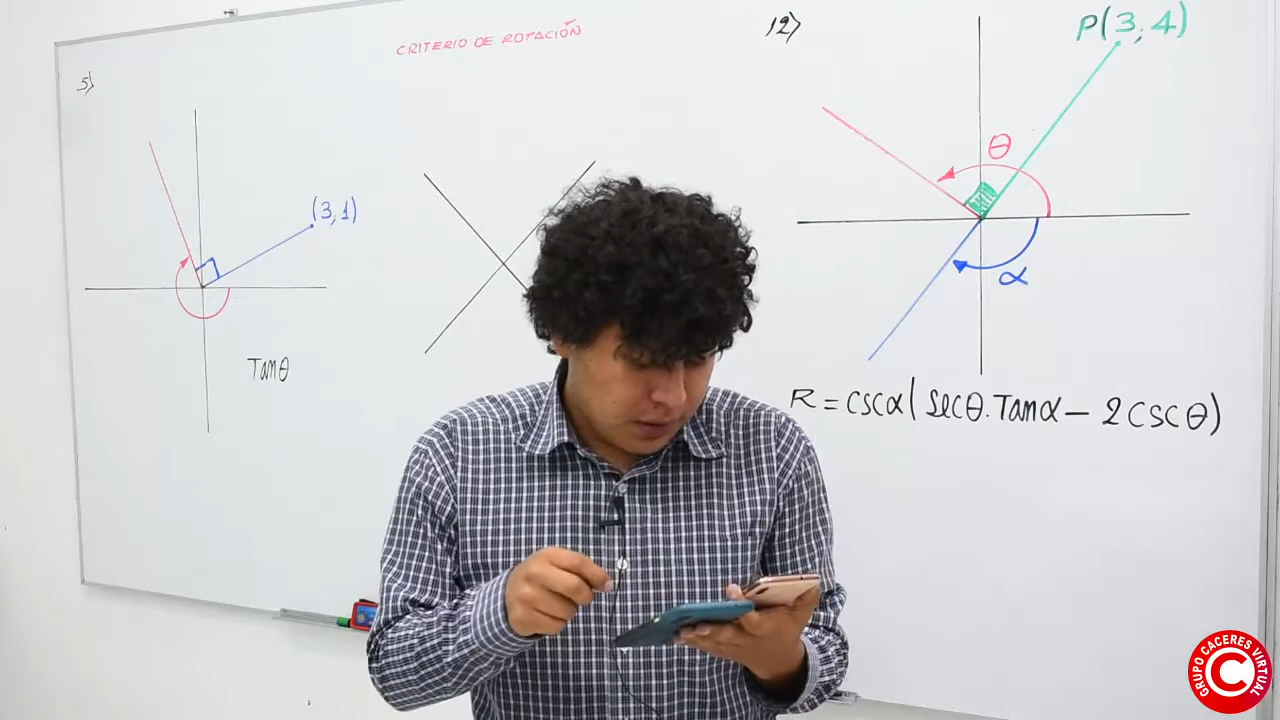 CRITERIO DE ROTACIÓN
5)
(3,1)
Tanθ
12)
P(3,4)
θ
α
R = cscα(secθ.Tanα - 2cscθ)
GRUPO CACERES VIRTUAL
C